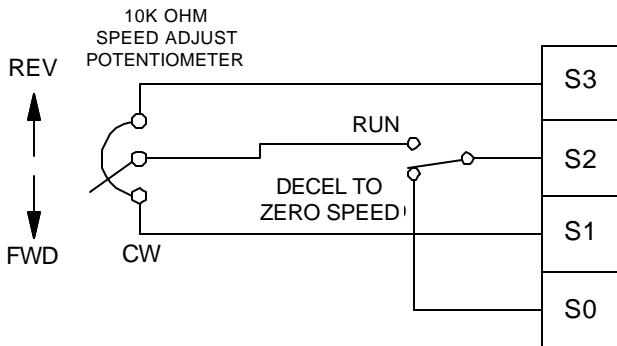 10K OHM
SPEED ADJUST
POTENTIOMETER
REV
S3
RUN
S2
DECEL TO
ZERO SPEED
S1
FWD
CW
S0